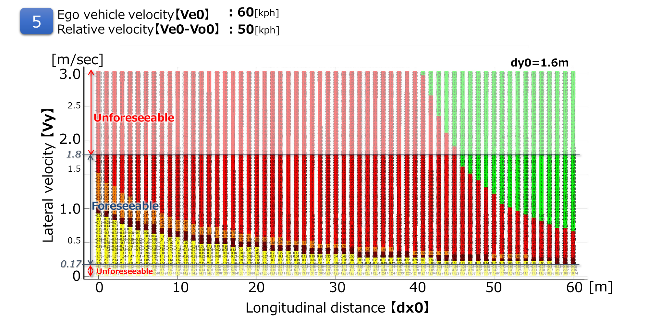 5
Ego vehicle velocity【Ve0】 : 60[kph]
Relative velocity【Ve0-Vo0】 : 50[kph]
[m/sec]
dy0=1.6m
3.0
2.5
Unforeseeable
2.0
1.8
1.5
Foreseeable
1.0
0.5
0.17
Unforeseeable
0
Lateral velocity【Vy】
0 10 20 30 40 50 60 [m]
Longitudinal distance【dx0】